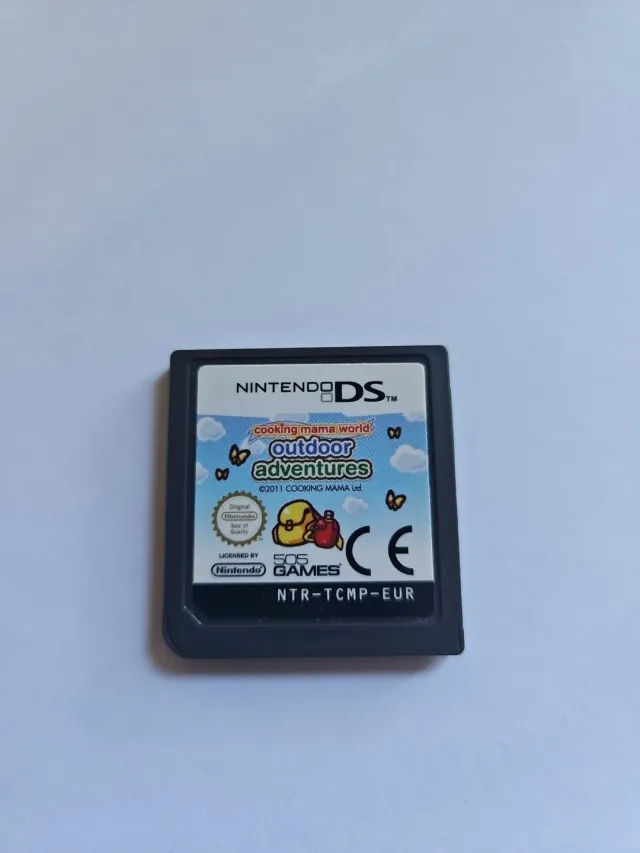 NINTENDO DS™
cooking mama world
outdoor
adventures
©2011 COOKING MAMA Ltd.
Original
Nintendo
Seal of
Quality
LICENSED BY
Nintendo
505
GAMES
CE
NTR-TCMP-EUR